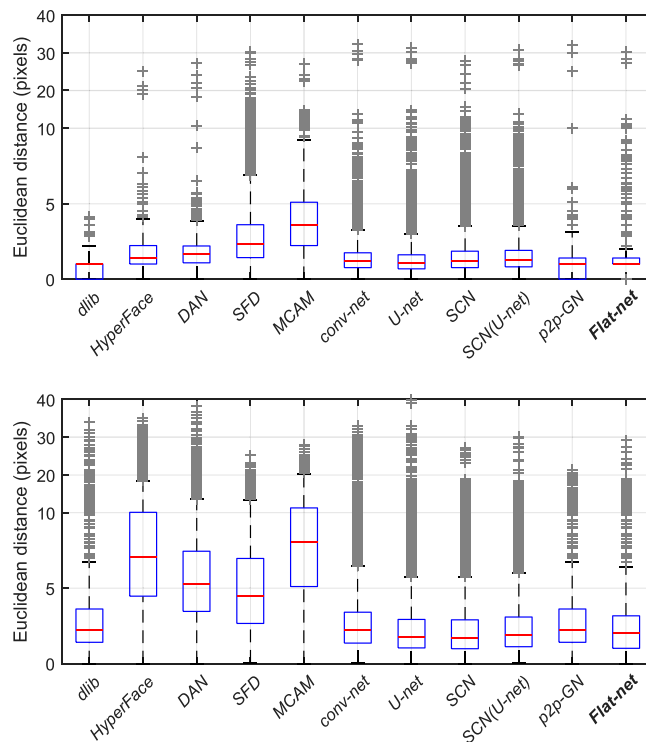 Euclidean distance (pixels)
40
30
20
10
5
0
dlib
HyperFace
DAN
SFD
MCAM
conv-net
U-net
SCN
SCN(U-net)
p2p-GN
Flat-net
Euclidean distance (pixels)
40
30
20
10
5
0
dlib
HyperFace
DAN
SFD
MCAM
conv-net
U-net
SCN
SCN(U-net)
p2p-GN
Flat-net